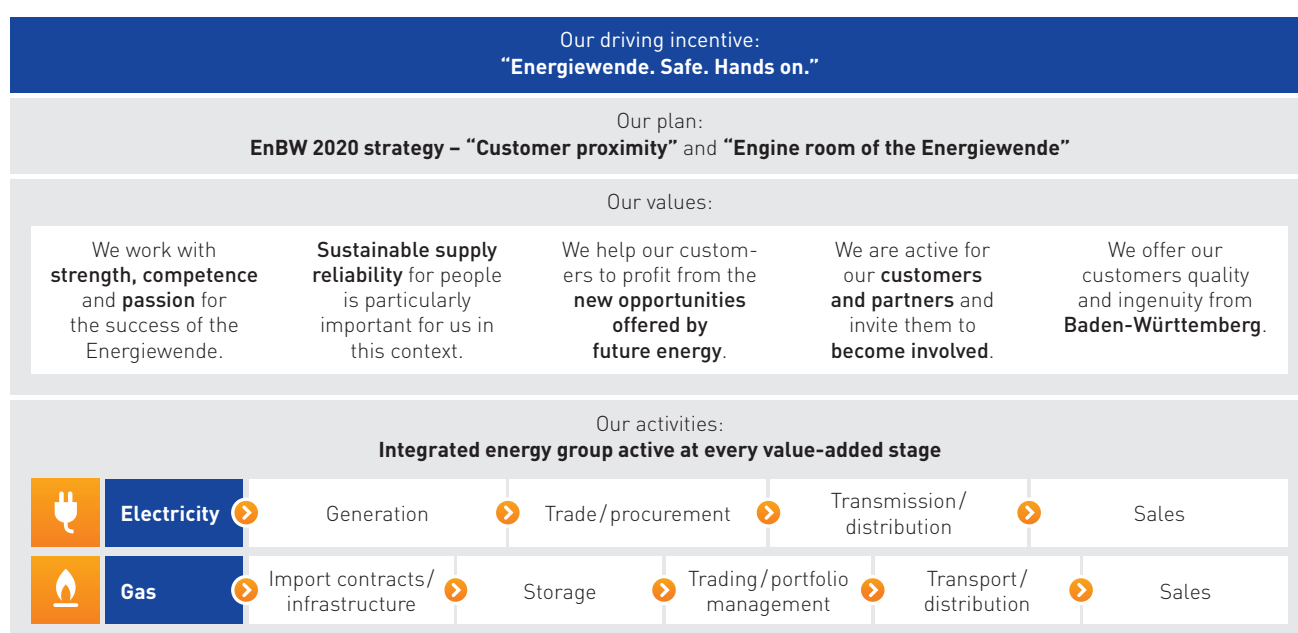 Our driving incentive:
“Energiewende. Safe. Hands on.”
Our plan:
EnBW 2020 strategy – “Customer proximity” and “Engine room of the Energiewende”
Our values:
We work with
strength, competence
and passion for
the success of the
Energiewende.
Sustainable supply
reliability for people
is particularly
important for us in
this context.
We help our custom-
ers to profit from the
new opportunities
offered by
future energy.
We are active for
our customers
and partners and
invite them to
become involved.
We offer our
customers quality
and ingenuity from
Baden-Württemberg.
Our activities:
Integrated energy group active at every value-added stage
Electricity
Generation
Trade/procurement
Transmission/
distribution
Sales
Gas
Import contracts/
infrastructure
Storage
Trading/portfolio
management
Transport/
distribution
Sales